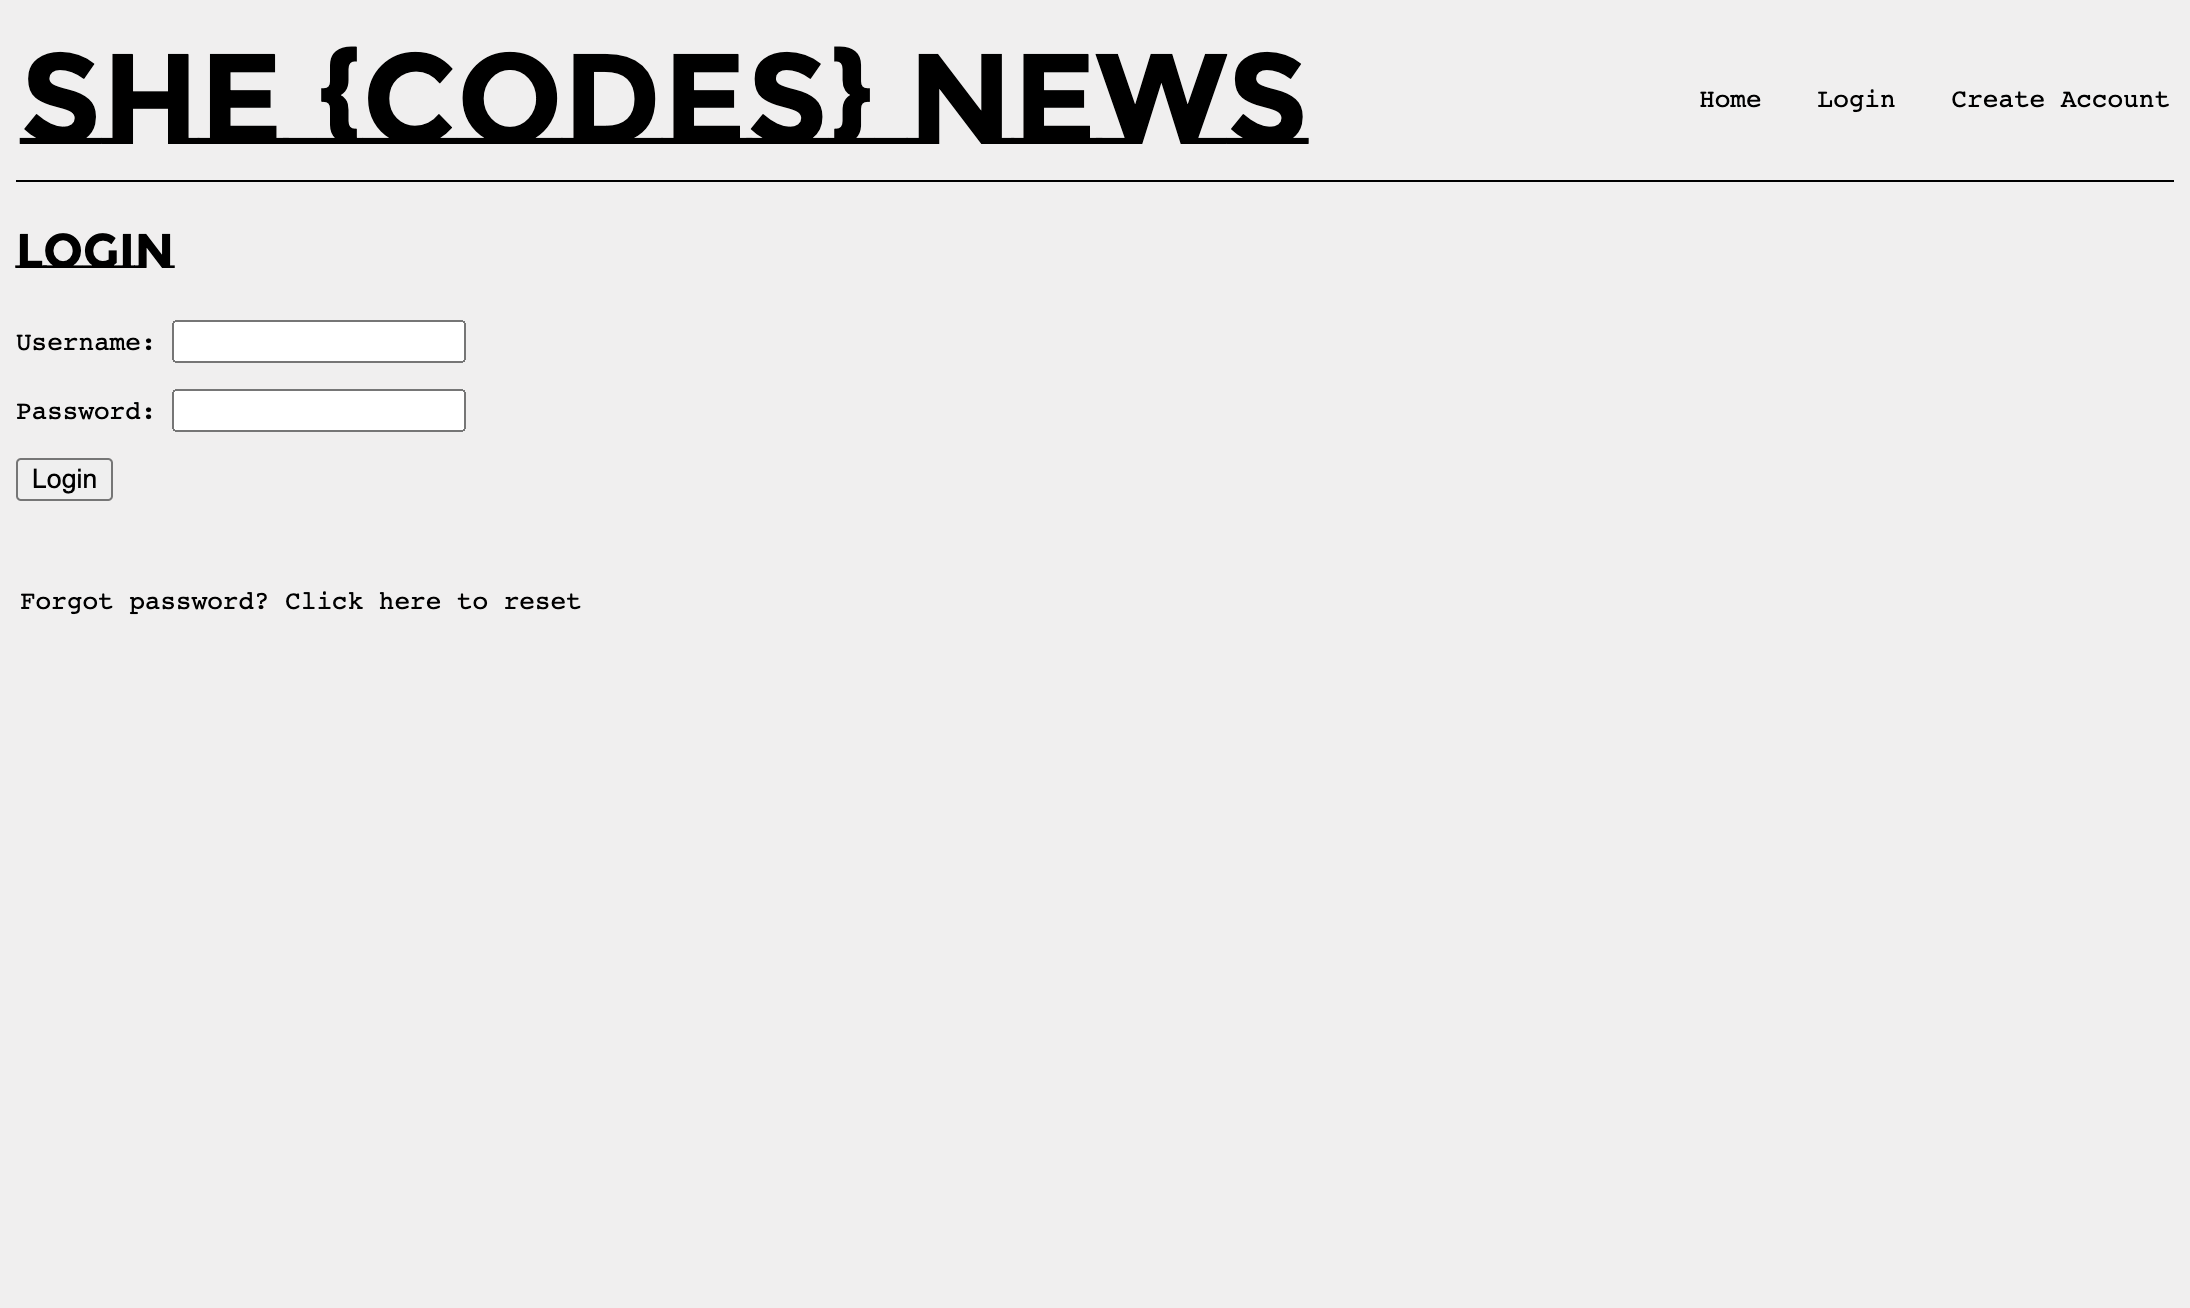 SHE {CODES} NEWS
Home Login Create Account
LOGIN
Username:
Password:
Login
Forgot password? Click here to reset